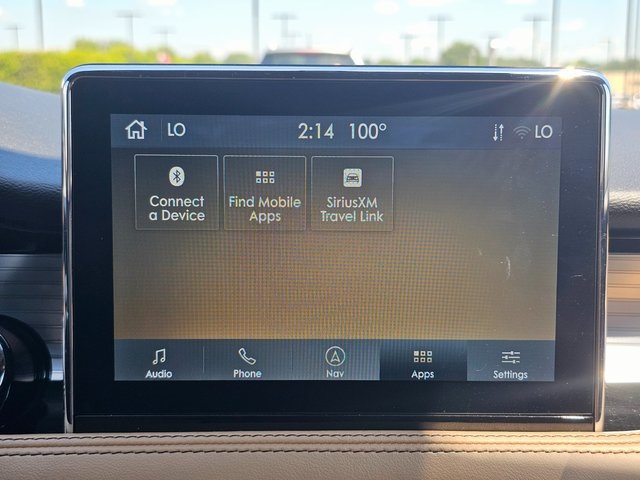 LO 2:14 100° LO
Connect
a Device
Find Mobile
Apps
SiriusXM
Travel Link
Audio Phone Nav Apps Settings